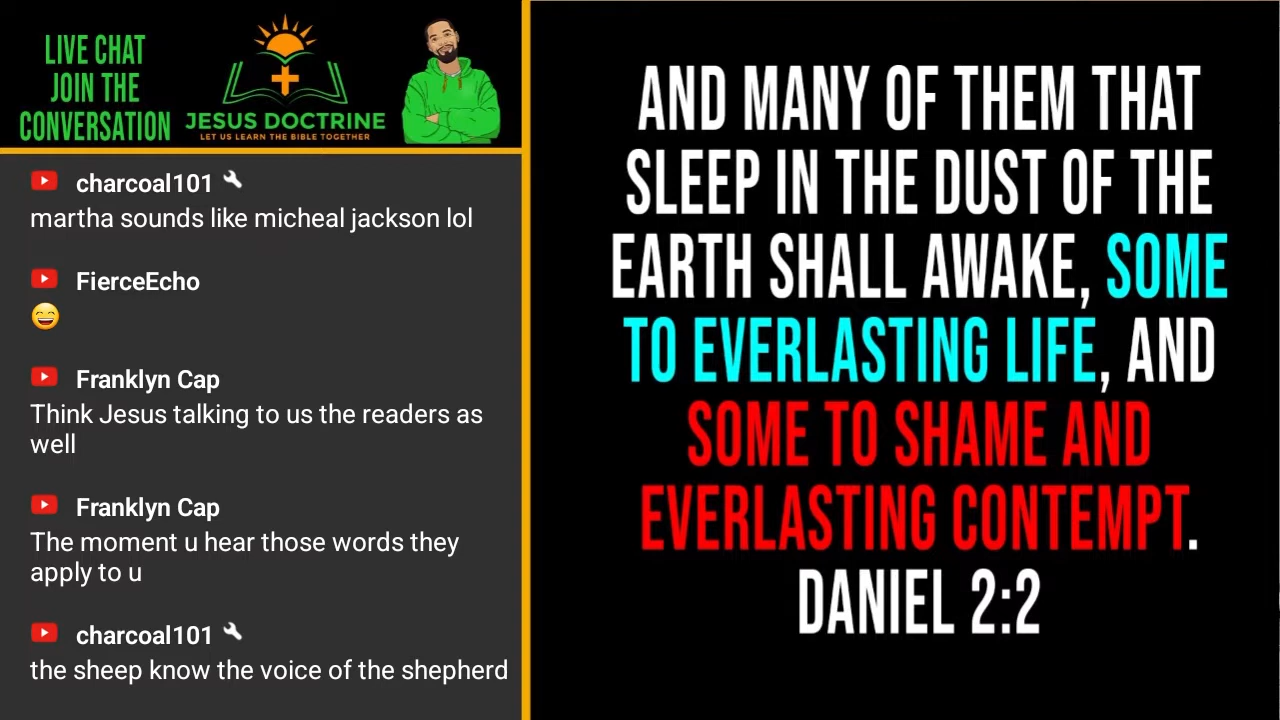 LIVE CHAT
JOIN THE
CONVERSATION
JESUS DOCTRINE
LET US LEARN THE BIBLE TOGETHER
charcoal101
martha sounds like micheal jackson lol
FierceEcho
😄
Franklyn Cap
Think Jesus talking to us the readers as
well
Franklyn Cap
The moment u hear those words they
apply to u
charcoal101
the sheep know the voice of the shepherd
AND MANY OF THEM THAT
SLEEP IN THE DUST OF THE
EARTH SHALL AWAKE, SOME
TO EVERLASTING LIFE, AND
SOME TO SHAME AND
EVERLASTING CONTEMPT.
DANIEL 2:2